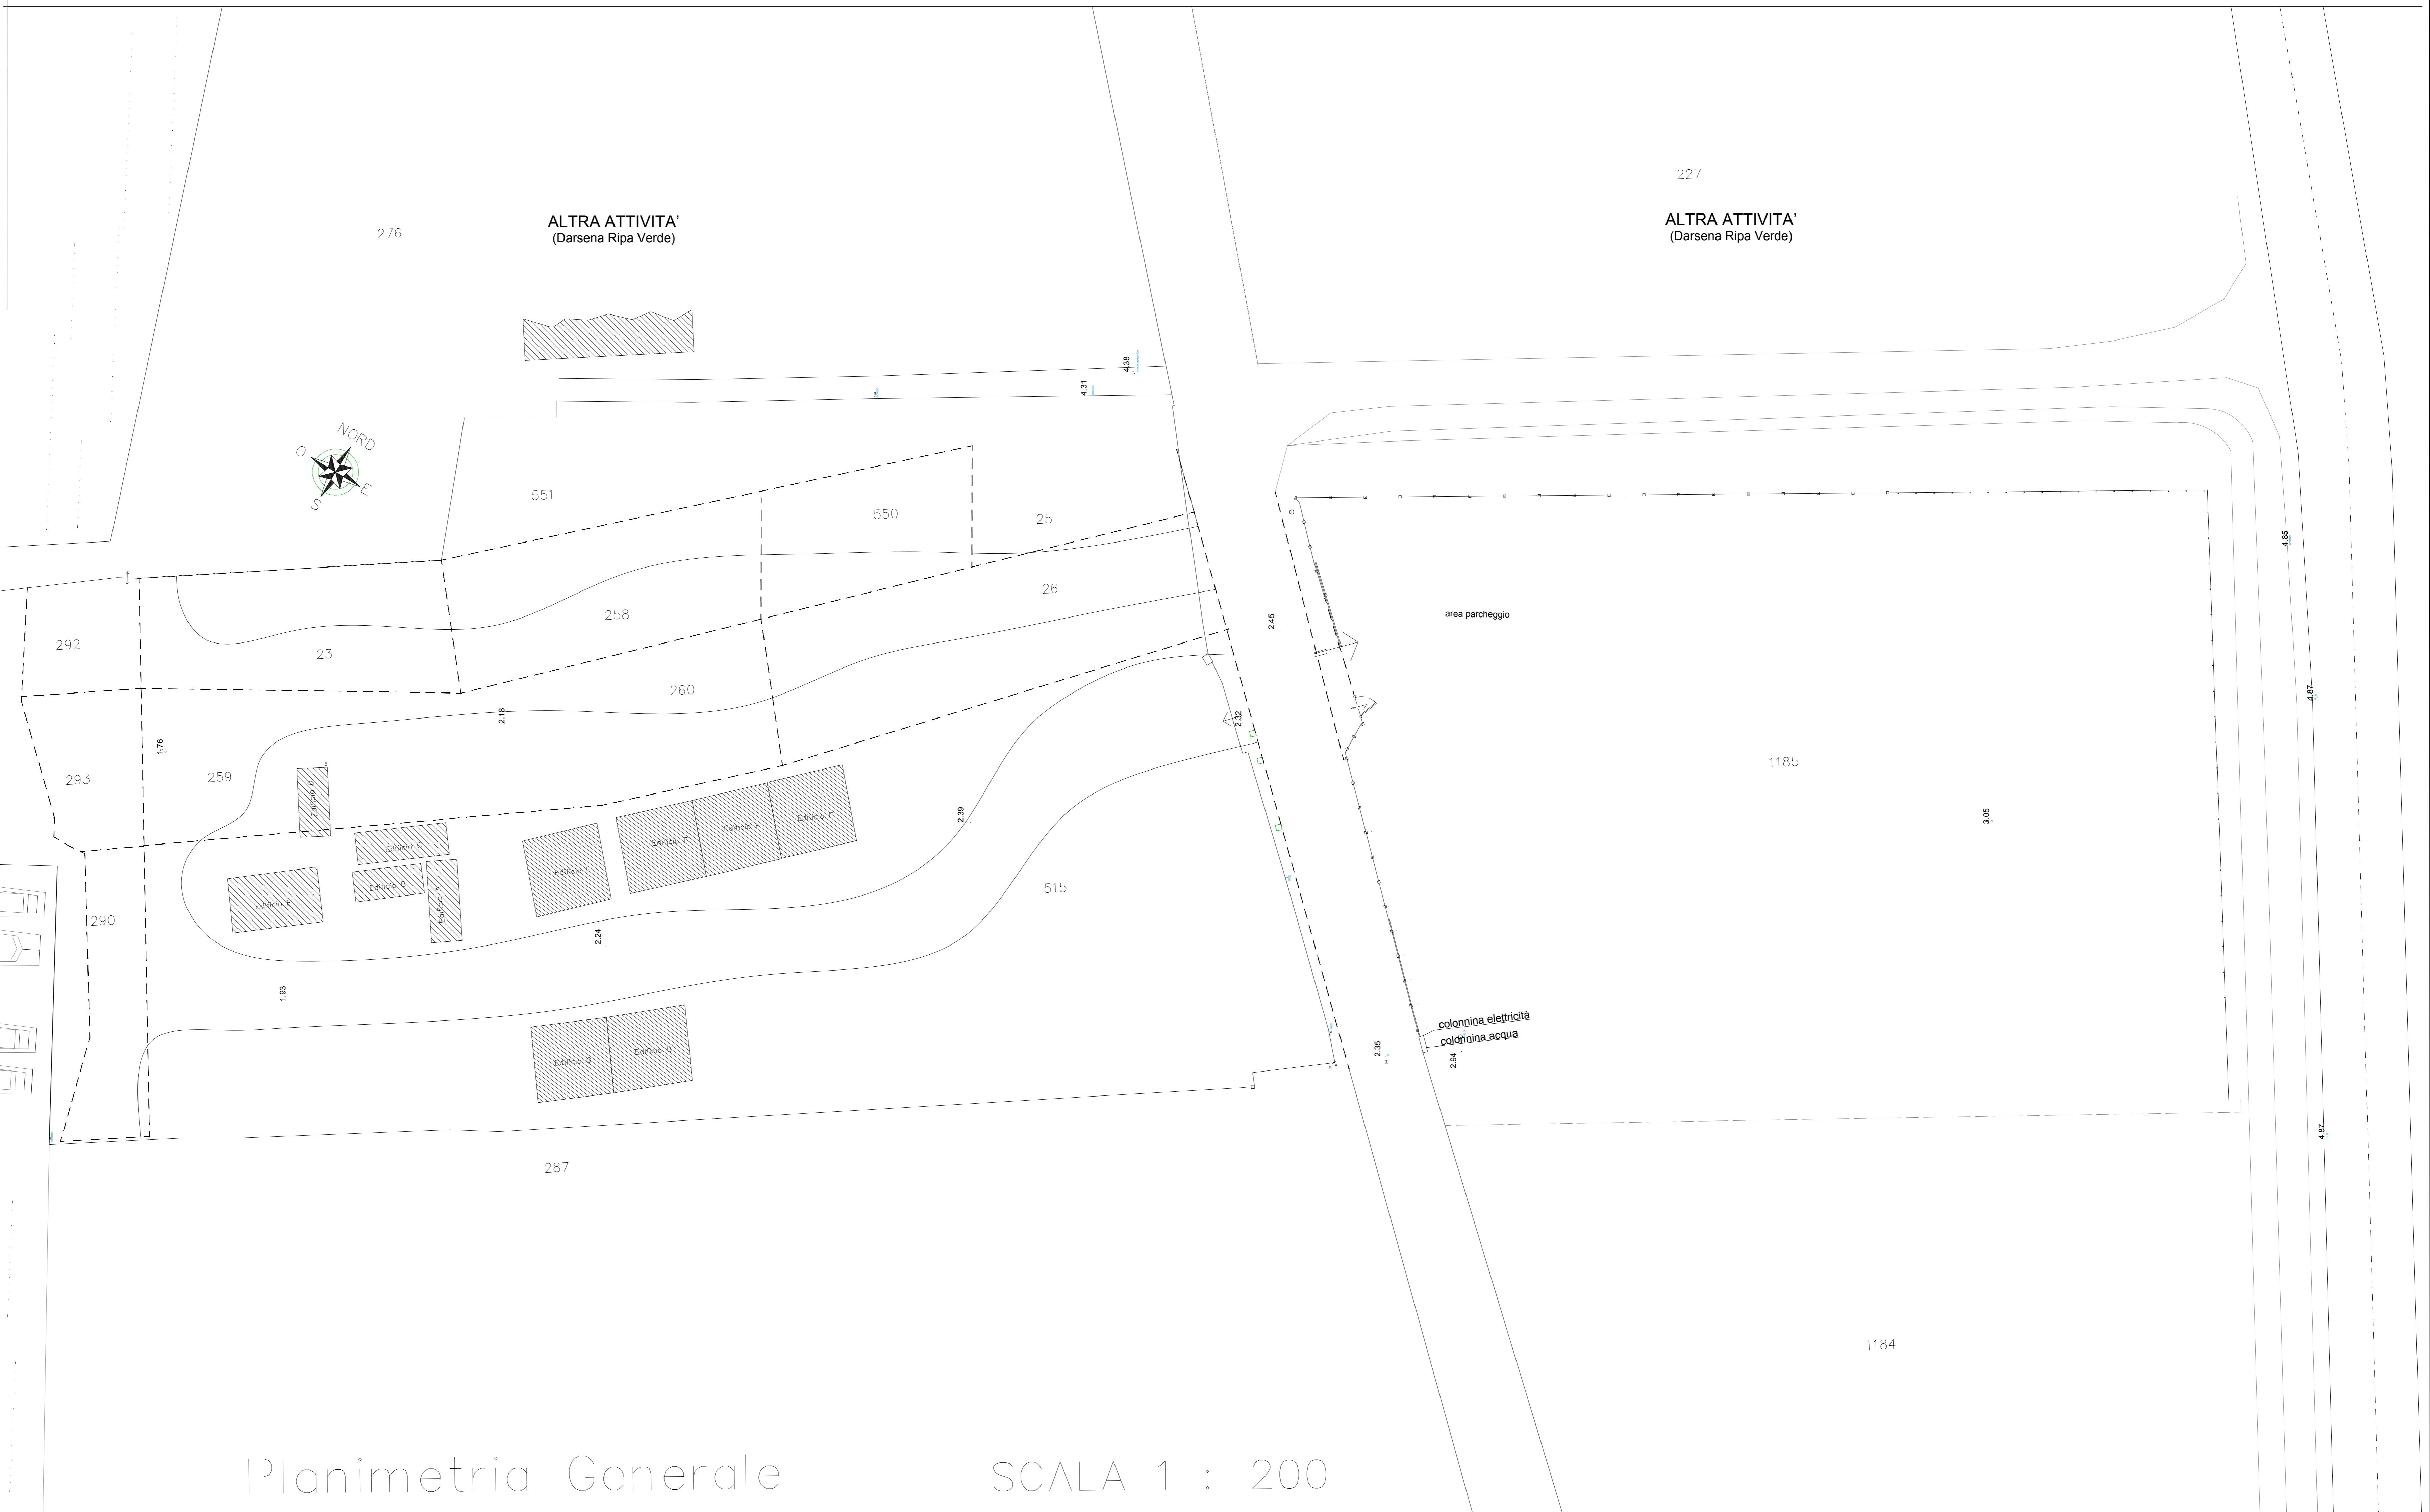 227
276
ALTRA ATTIVITA'
(Darsena Ripa Verde)
ALTRA ATTIVITA'
(Darsena Ripa Verde)
4.38
4.31
NORD
O
E
S
551
550
25
4.85
26
258
area parcheggio
2.45
292
23
260
4.87
2.18
2.32
1.76
1185
293
259
Edificio D
3.05
2.39
Edificio F
Edificio F
Edificio F
Edificio C
Edificio F
Edificio B
Edificio A
Edificio E
515
290
2.24
1.93
colonnina elettricità
colonnina acqua
2.35
2.94
Edificio G
Edificio G
4.87
287
1184
Planimetria Generale
SCALA 1 : 200